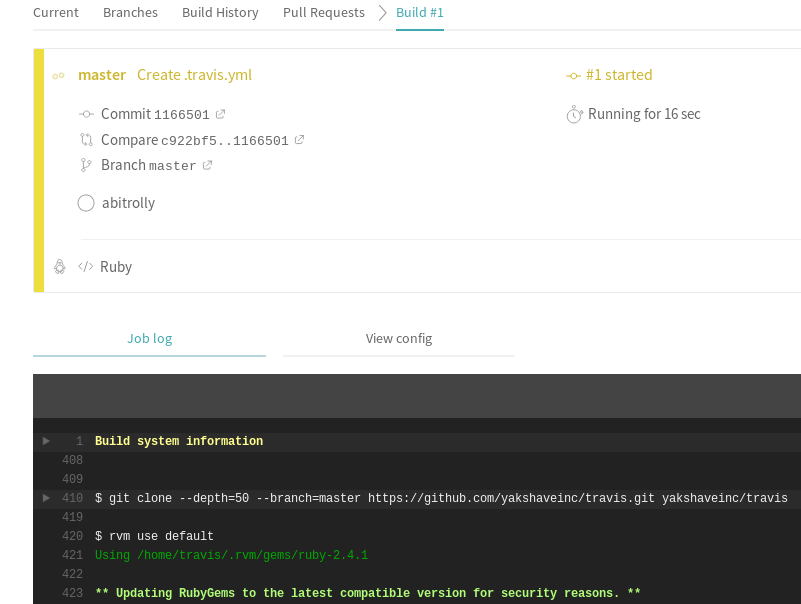 Current Branches Build History Pull Requests Build #1
master Create .travis.yml
#1 started
Commit 1166501
Running for 16 sec
Compare c922bf5..1166501
Branch master
abitrolly
</> Ruby
Job log View config
1 Build system information
408
409
410 $ git clone --depth=50 --branch=master https://github.com/yakshaveinc/travis.git yakshaveinc/travis
419
420 $ rvm use default
421 Using /home/travis/.rvm/gems/ruby-2.4.1
422
423 ** Updating RubyGems to the latest compatible version for security reasons. **